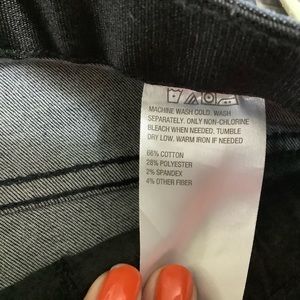 MACHINE WASH COLD. WASH
SEPARATELY. ONLY NON-CHLORINE
BLEACH WHEN NEEDED, TUMBLE
DRY LOW, WARM IRON IF NEEDED
66% COTTON
28% POLYESTER
2% SPANDEX
4% OTHER FIBER